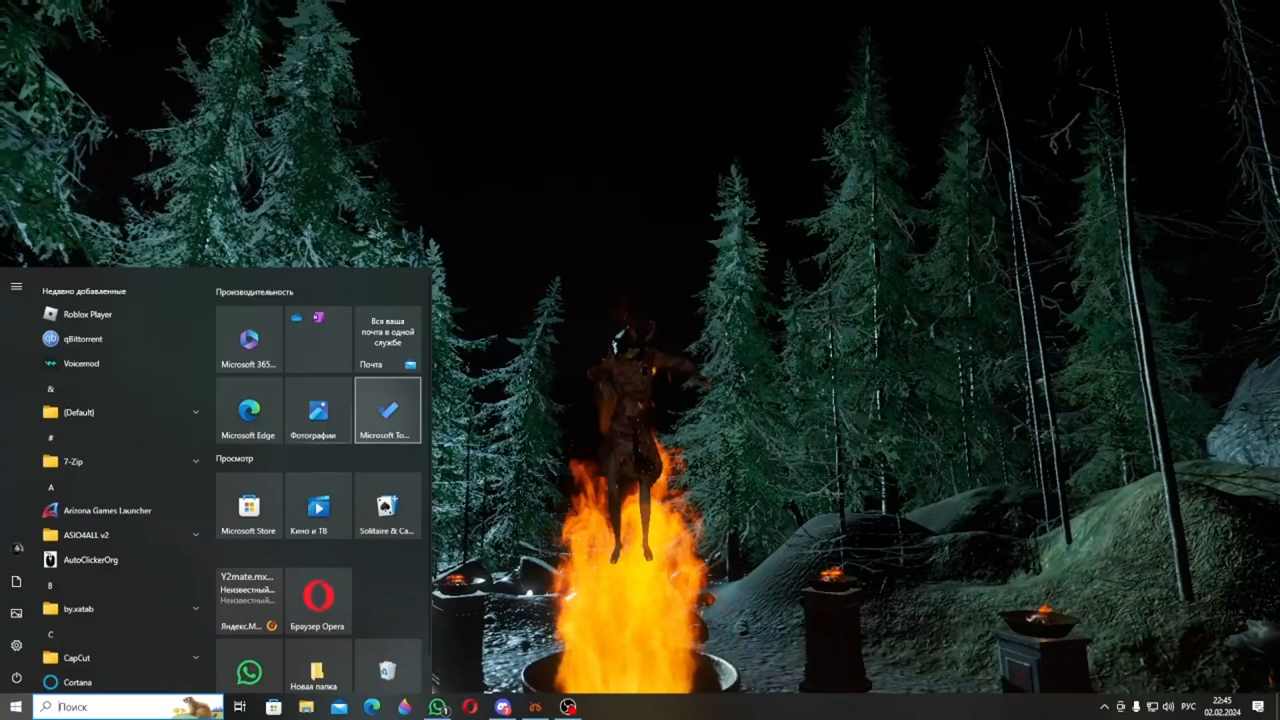 Недавно добавленные
Roblox Player
qBittorrent
Voicemod
&
(Default)
#
7-Zip
A
Arizona Games Launcher
ASIO4ALL v2
AutoClickerOrg
B
by.xatab
C
CapCut
Cortana
Производительность
Microsoft 365...
Вся ваша
почта в одной
службе
Почта
Microsoft Edge
Фотографии
Microsoft To...
Просмотр
Microsoft Store
Кино и ТВ
Solitaire & Ca...
Y2mate.mx...
Неизвестный...
Неизвестный...
Яндекс.М...
Браузер Opera
Новая папка
Поиск
1
РУС
22:45
02.02.2024